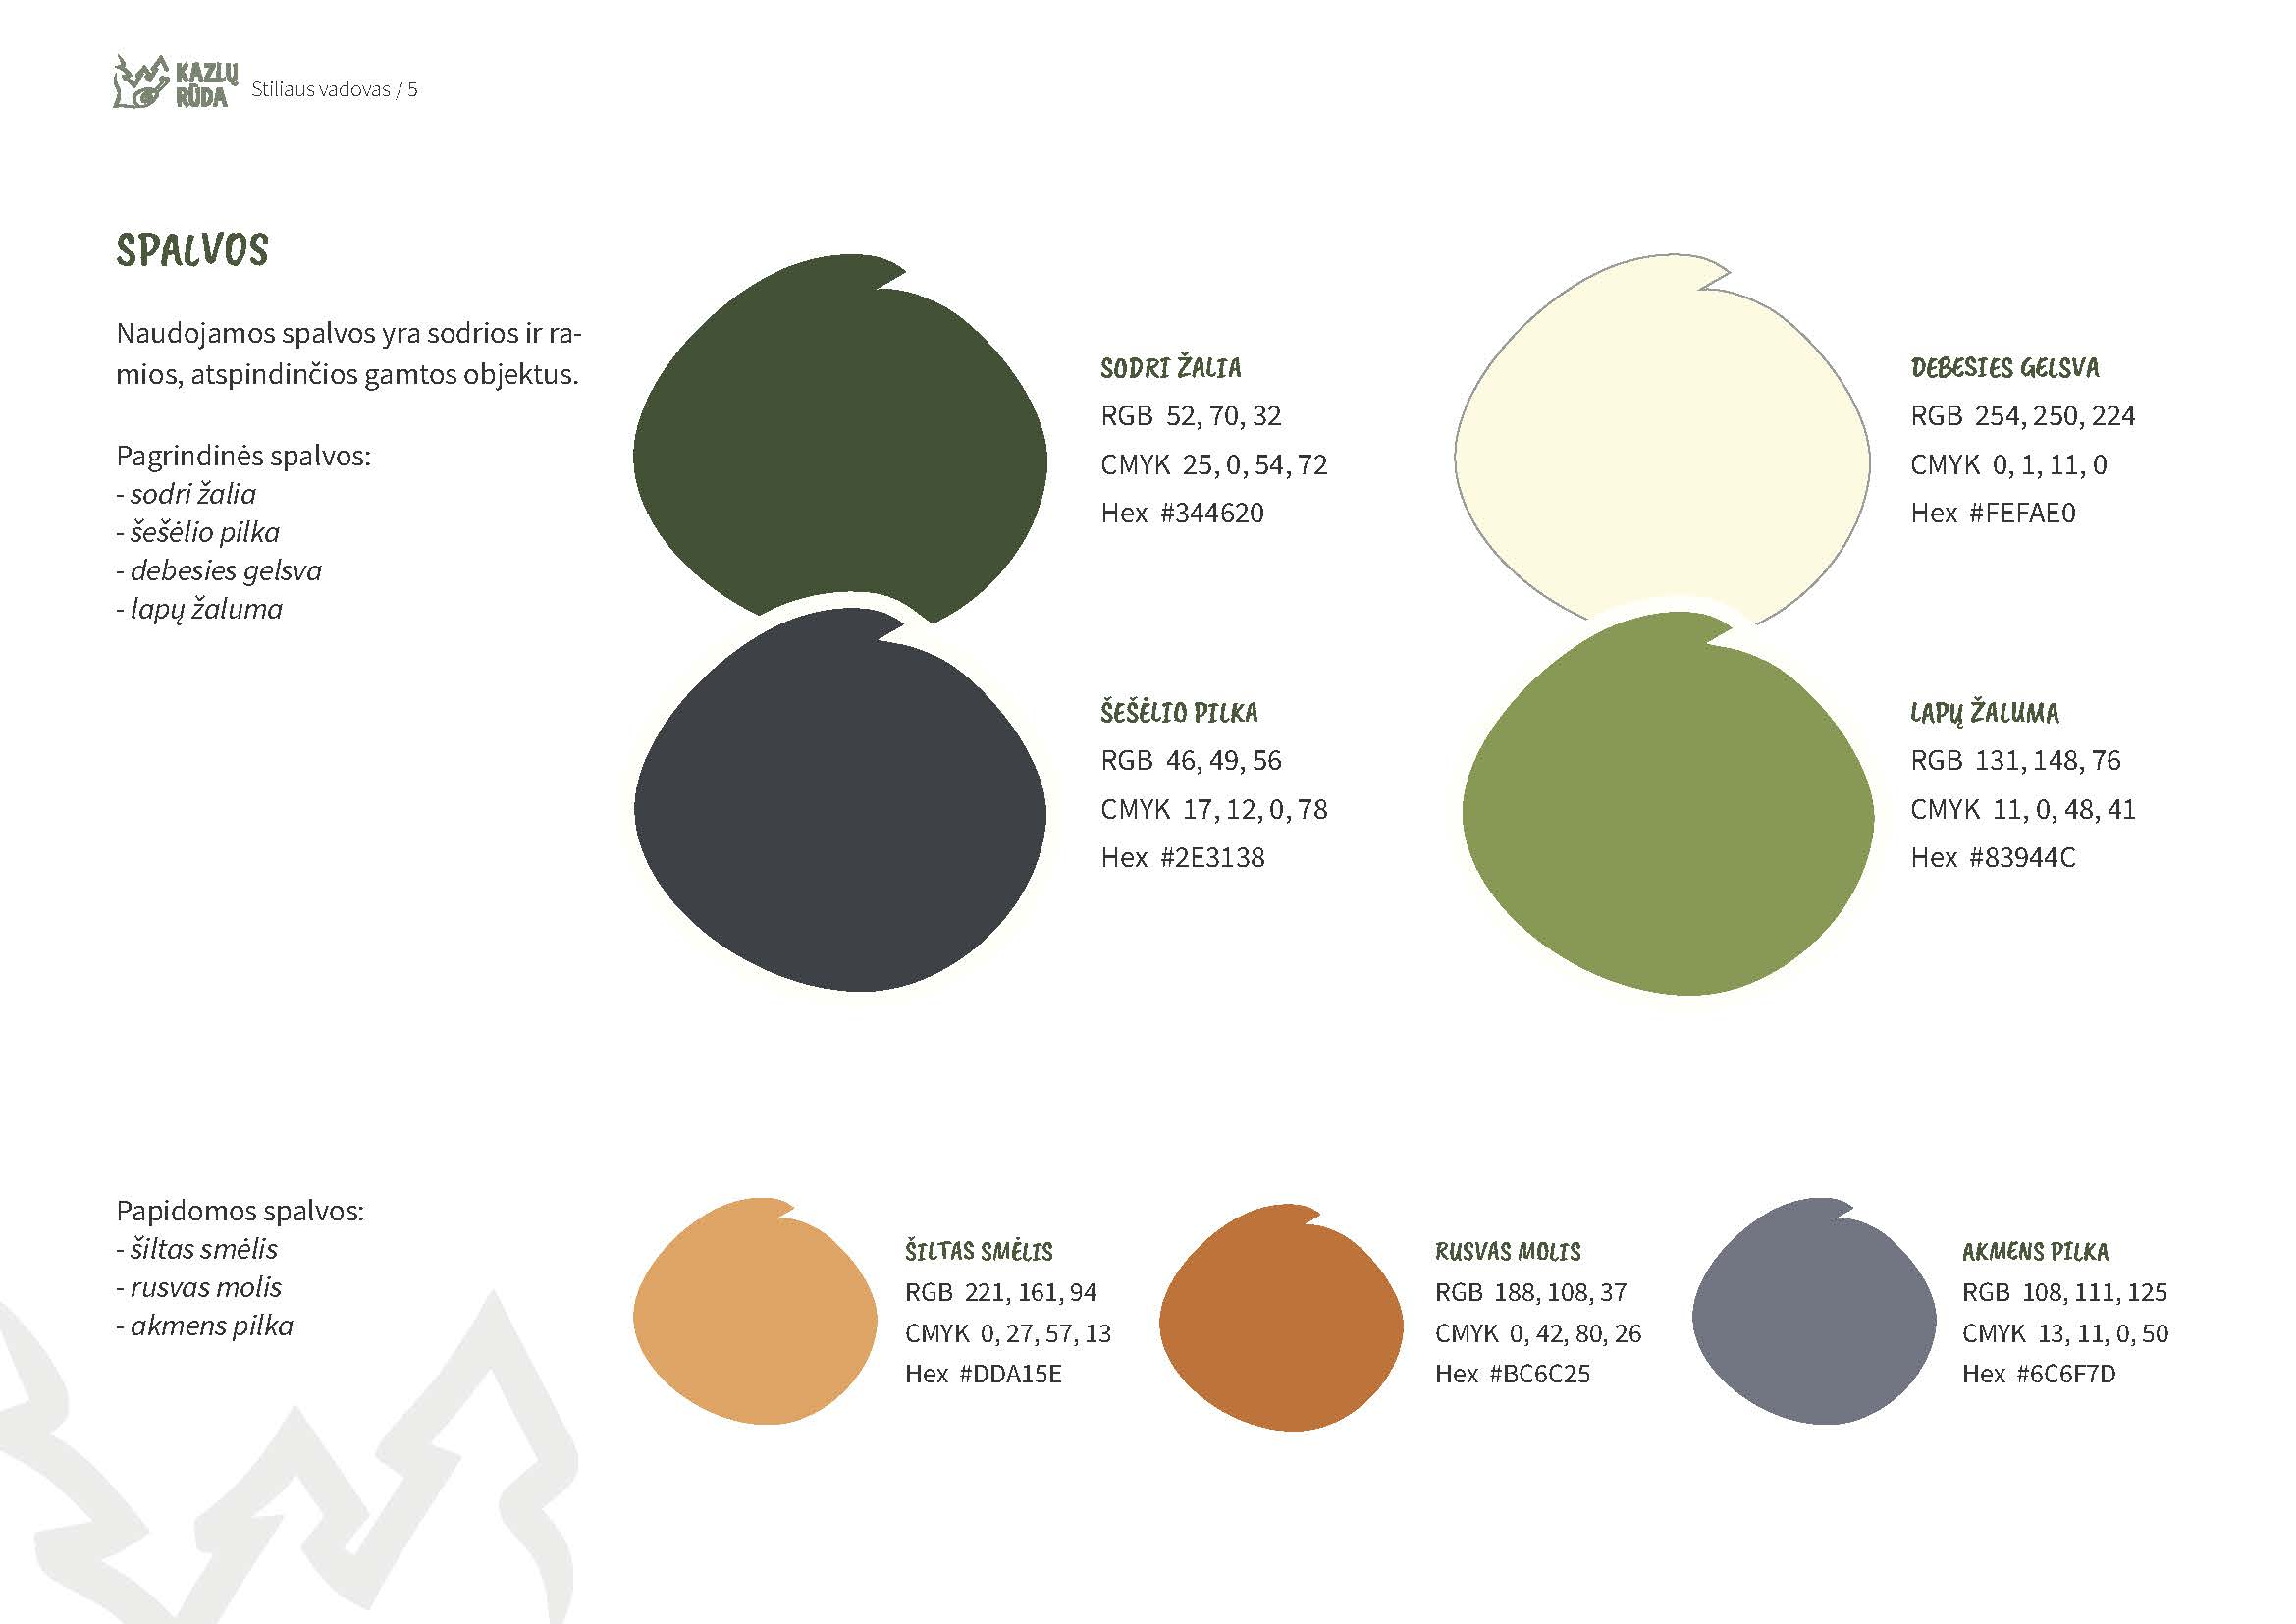 KAZLŲ
RŪDA
Stiliaus vadovas / 5
SPALVOS
Naudojamos spalvos yra sodrios ir ra-
mios, atspindinčios gamtos objektus.
Pagrindinės spalvos:
- sodri žalia
- šešėlio pilka
- debesies gelsva
- lapų žaluma
SODRI ŽALIA
RGB 52, 70, 32
CMYK 25, 0, 54, 72
Hex #344620
DEBESIES GELSVA
RGB 254, 250, 224
CMYK 0, 1, 11, 0
Hex #FEFAE0
ŠEŠĖLIO PILKA
RGB 46, 49, 56
CMYK 17, 12, 0, 78
Hex #2E3138
LAPŲ ŽALUMA
RGB 131, 148, 76
CMYK 11, 0, 48, 41
Hex #83944C
Papidomos spalvos:
- šiltas smėlis
- rusvas molis
- akmens pilka
ŠILTAS SMĖLIS
RGB 221, 161, 94
CMYK 0, 27, 57, 13
Hex #DDA15E
RUSVAS MOLIS
RGB 188, 108, 37
CMYK 0, 42, 80, 26
Hex #BC6C25
AKMENS PILKA
RGB 108, 111, 125
CMYK 13, 11, 0, 50
Hex #6C6F7D